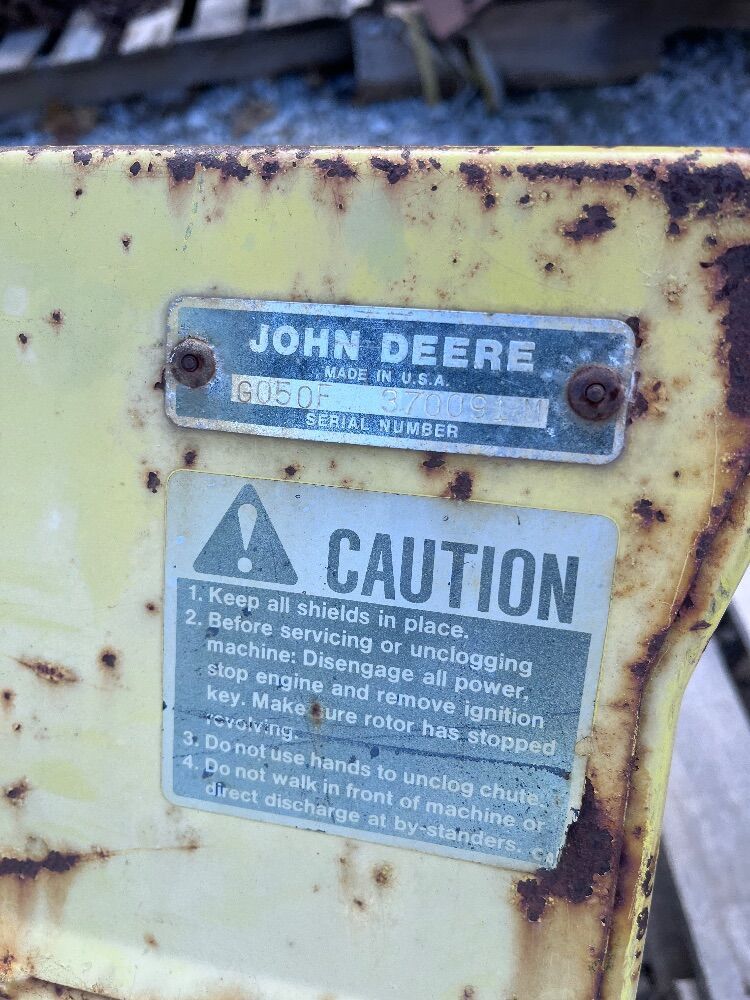 JOHN DEERE
MADE IN U.S.A.
G050F 370091M
SERIAL NUMBER
CAUTION
1. Keep all shields in place.
2. Before servicing or unclogging
machine: Disengage all power,
stop engine and remove ignition
key. Make sure rotor has stopped
revolving.
3. Do not use hands to unclog chute.
4. Do not walk in front of machine or
direct discharge at by-standers.